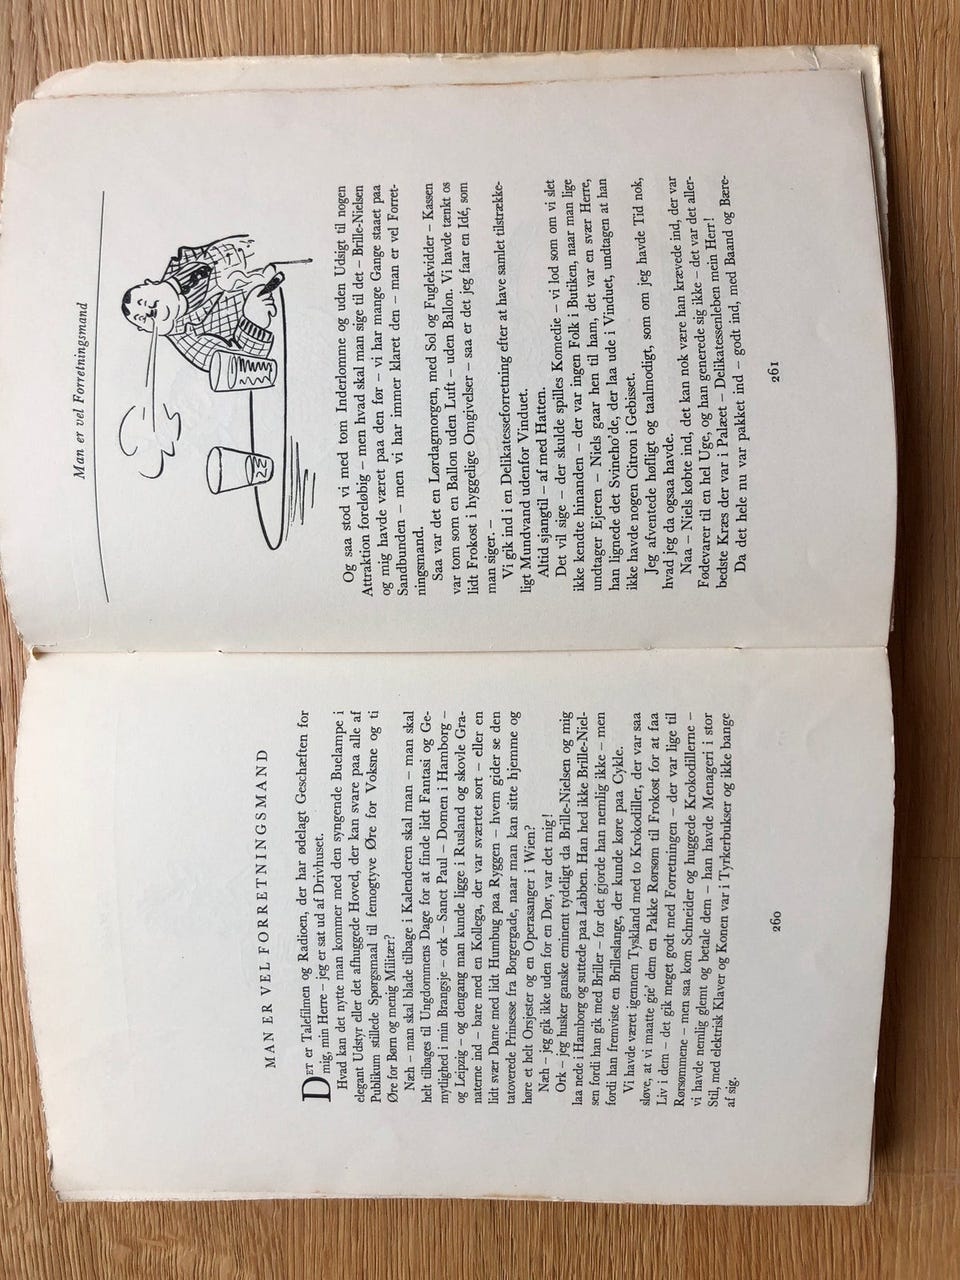 MAN ER VEL FORRETNINGSMAND
DET er Talefilmen og Radioen, der har ødelagt Geschæften for
mig, min Herre – jeg er sat ud af Drivhuset.
Hvad kan det nytte man kommer med den syngende Buelampe i
elegant Udstyr eller det afhuggede Hoved, der kan svare paa alle af
Publikum stillede Spørgsmaal til femogtyve Øre for Voksne og ti
Øre for Børn og menig Militær?
Næh – man skal blade tilbage i Kalenderen skal man – man skal
helt tilbages til Ungdommens Dage for at finde lidt Fantasi og Ge-
mytlighed i min Brangsje – ork – Sanct Paul – Domen i Hamborg –
og Leipzig – og dengang man kunde ligge i Rusland og skovle Gra-
naterne ind – bare med en Kollega, der var sværtet sort – eller en
lidt svær Dame med lidt Humbug paa Ryggen – hvem gider se den
tatoverede Prinsesse fra Borgergade, naar man kan sitte hjemme og
høre et helt Orsjester og en Operasanger i Wien?
Næh – jeg gik ikke uden for en Dør, var det mig!
Ork – jeg husker ganske eminent tydeligt da Brille-Nielsen og mig
laa nede i Hamborg og suttede paa Labben. Han hed ikke Brille-Niel-
sen fordi han gik med Briller – for det gjorde han nemlig ikke – men
fordi han fremviste en Brilleslange, der kunde køre paa Cykle.
Vi havde været igennem Tyskland med to Krokodiller, der var saa
sløve, at vi maatte gie' dem en Pakke Rørsøm til Frokost for at faa
Liv i dem – det gik meget godt med Forretningen – der var lige til
Rørsømmene – men saa kom Schneider og huggede Krokodillerne –
vi havde nemlig glemt og betale dem – han havde Menageri i stor
Stil, med elektrisk Klaver og Konen var i Tyrkerbukser og ikke bange
af sig.
260
Man er vel Forretningsmand
Og saa stod vi med tom Inderlomme og uden Udsigt til nogen
Attraktion foreløbig – men hvad skal man sige til det – Brille-Nielsen
og mig havde været paa den før – vi har mange Gange staaet paa
Sandbunden – men vi har immer klaret den – man er vel Forret-
ningsmand.
Saa var det en Lørdagmorgen, med Sol og Fuglekvidder – Kassen
var tom som en Ballon uden Luft – uden Ballon. Vi havde tænkt os
lidt Frokost i hyggelige Omgivelser – saa er det jeg faar en Idé, som
man siger. –
Vi gik ind i en Delikatesseforretning efter at have samlet tilstrække-
ligt Mundvand udenfor Vinduet.
Altid sjangtil – af med Hatten.
Det vil sige – der skulde spilles Komedie – vi lod som om vi slet
ikke kendte hinanden – der var ingen Folk i Butiken, naar man lige
undtager Ejeren – Niels gaar hen til ham, det var en svær Herre,
han lignede det Svineho'de, der laa ude i Vinduet, undtagen at han
ikke havde nogen Citron i Gebisset.
Jeg afventede høfligt og taalmodigt, som om jeg havde Tid nok,
hvad jeg da ogsaa havde.
Naa – Niels købte ind, det kan nok være han krævede ind, der var
Fødevarer til en hel Uge, og han generede sig ikke – det var det aller-
bedste Kræs der var i Palæet – Delikatessenleben mein Herr!
Da det hele nu var pakket ind – godt ind, med Baand og Bære-
261